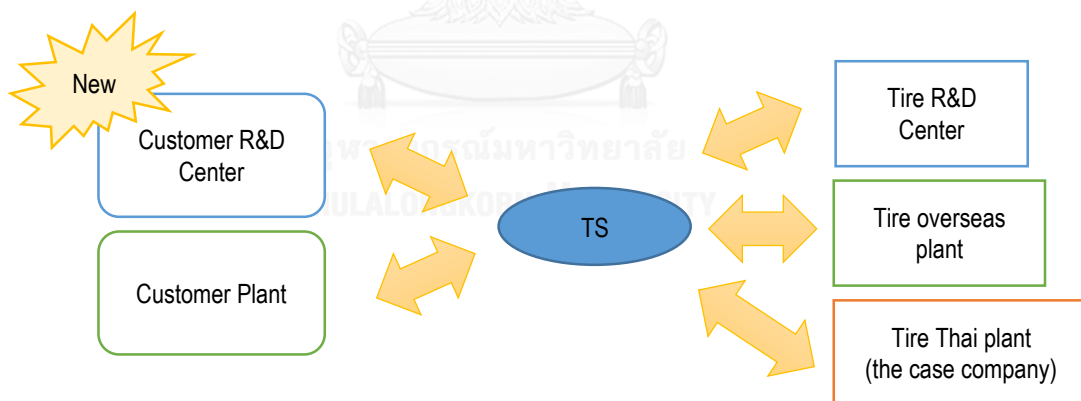 New
Customer R&D
Center
Customer Plant
TS
Tire R&D
Center
Tire overseas
plant
Tire Thai plant
(the case company)